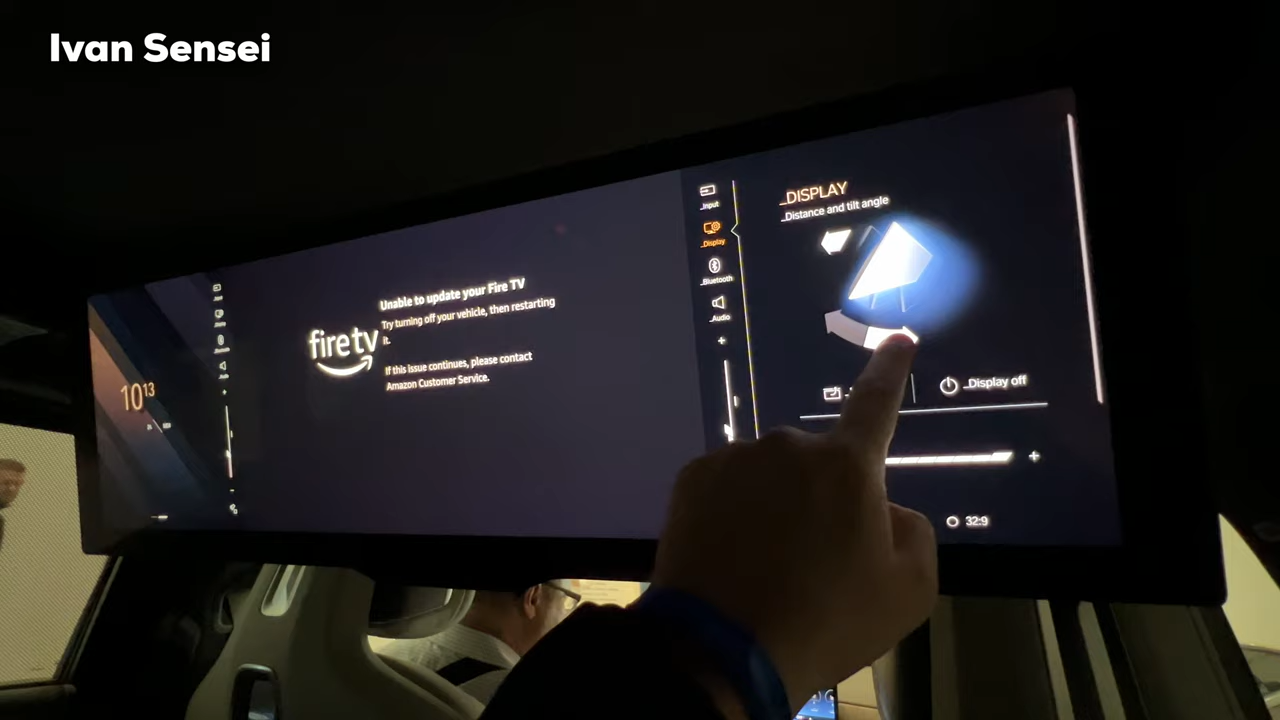 Ivan Sensei
10 13
fire tv
Unable to update your Fire TV
Try turning off your vehicle, then restarting
it.
If this issue continues, please contact
Amazon Customer Service.
_Input
_Display
_Bluetooth
_Audio
+
_DISPLAY
_Distance and tilt angle
_Display off
+
32:9